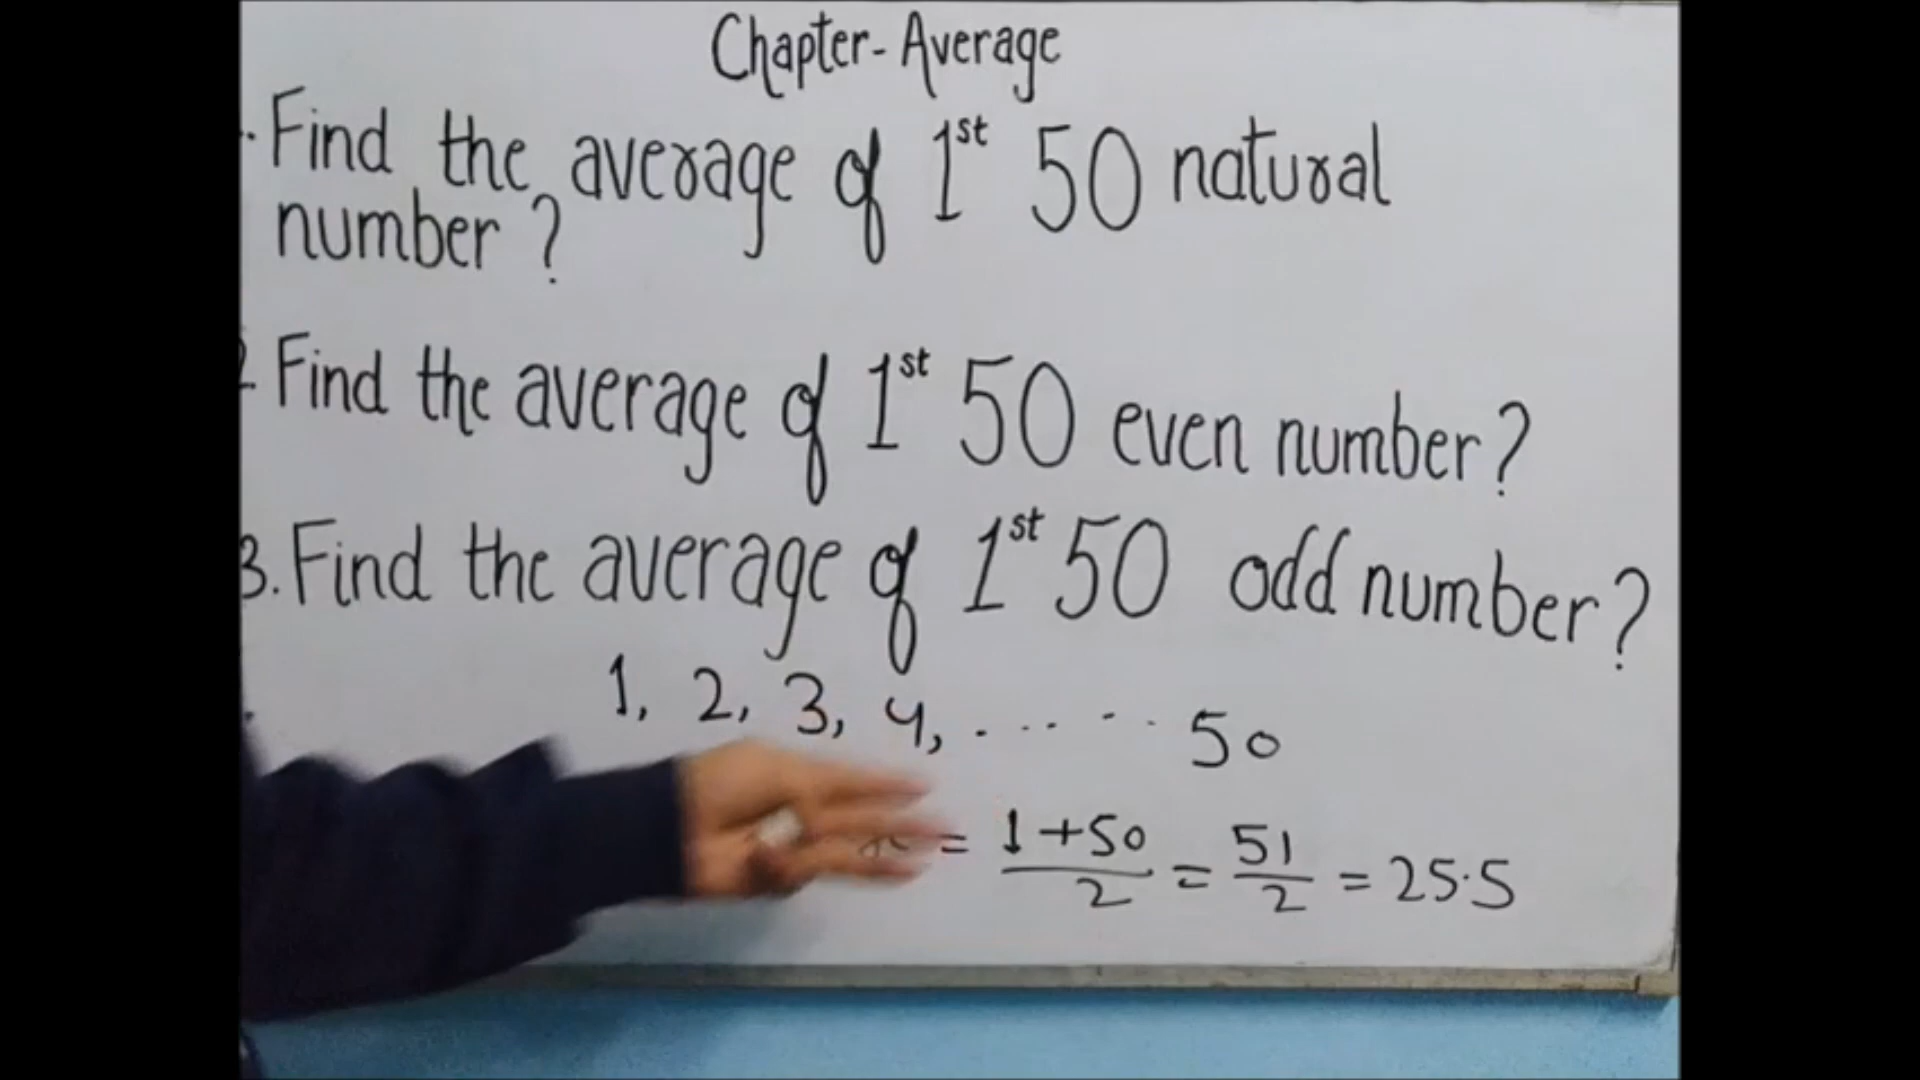 Chapter-Average
. Find the average of 1st 50 natural
number ?
2 Find the average of 1st 50 even number ?
3. Find the average of 1st 50 odd number ?
1, 2, 3, 4, ...... 50
= 1+50/2 = 51/2 = 25.5